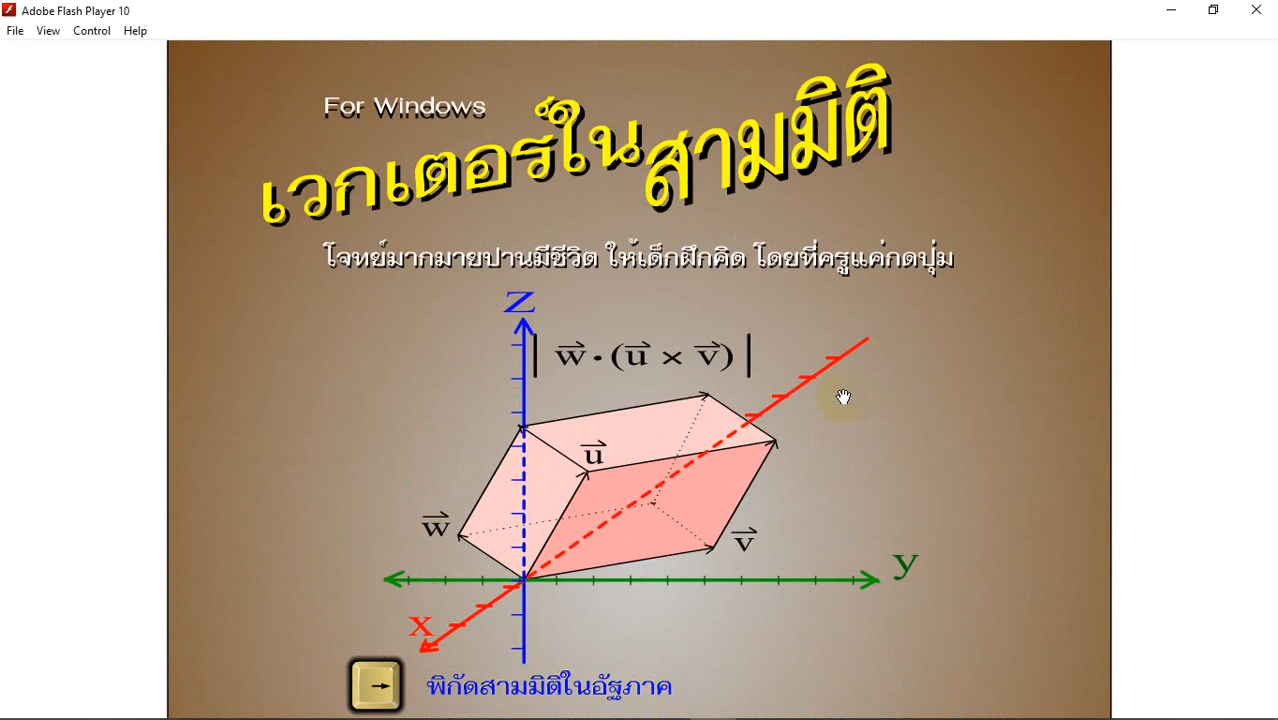 Adobe Flash Player 10
File View Control Help
For Windows
เวกเตอร์ในสามมิติ
โจทย์มากมายปานมีชีวิต ให้เด็กฝึกคิด โดยที่ครูแค่กดปุ่ม
Z
| w⃗ · (u⃗ × v⃗) |
u⃗
w⃗
v⃗
y
x
พิกัดสามมิติในอัฐภาค